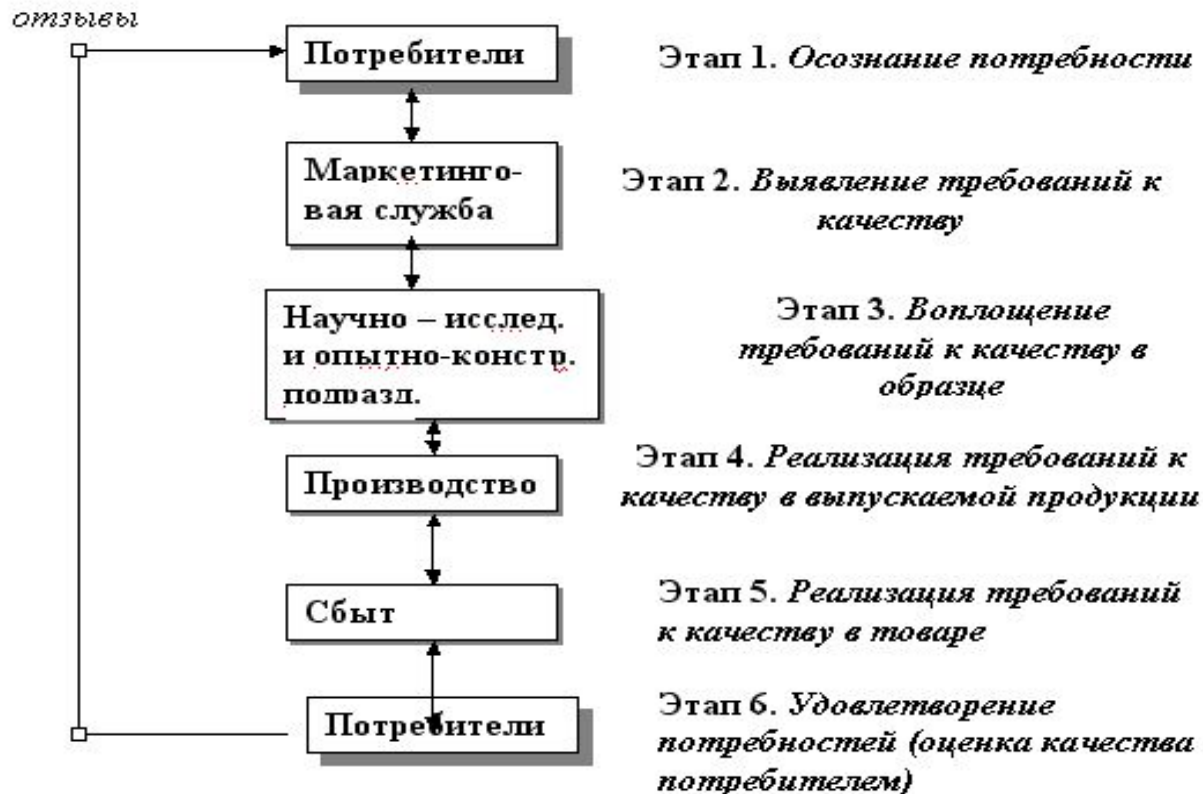 отзывы
Потребители
Этап 1. Осознание потребности
Маркетинго-
вая служба
Этап 2. Выявление требований к
качеству
Научно – исслед.
и опытно-констр.
подразд.
Этап 3. Воплощение
требований к качеству в
образце
Производство
Этап 4. Реализация требований к
качеству в выпускаемой продукции
Сбыт
Этап 5. Реализация требований
к качеству в товаре
Потребители
Этап 6. Удовлетворение
потребностей (оценка качества
потребителем)